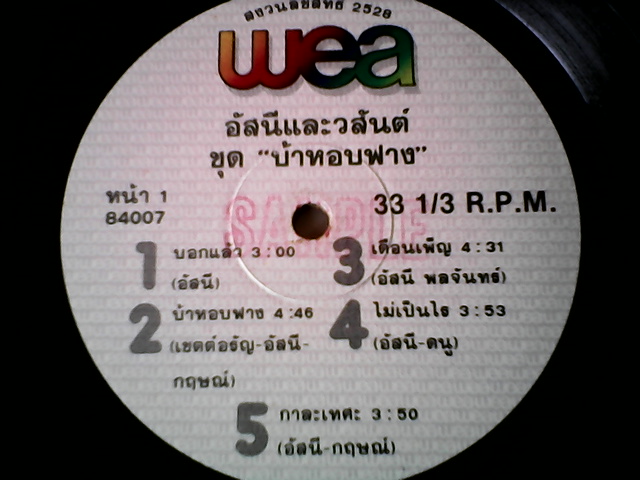 สงวนลิขสิทธิ์ 2528
wea
อัสนีและวสันต์
ชุด "บ้าหอบฟาง"
หน้า 1
84007
33 1/3 R.P.M.
SAMPLE
1 บอกแล้ว 3:00
(อัสนี)
2 บ้าหอบฟาง 4:46
(เขตต์อรัญ-อัสนี-
กฤษณ์)
3 เดือนเพ็ญ 4:31
(อัสนี พลจันทร์)
4 ไม่เป็นไร 3:53
(อัสนี-ดนู)
5 กาละเทศะ 3:50
(อัสนี-กฤษณ์)